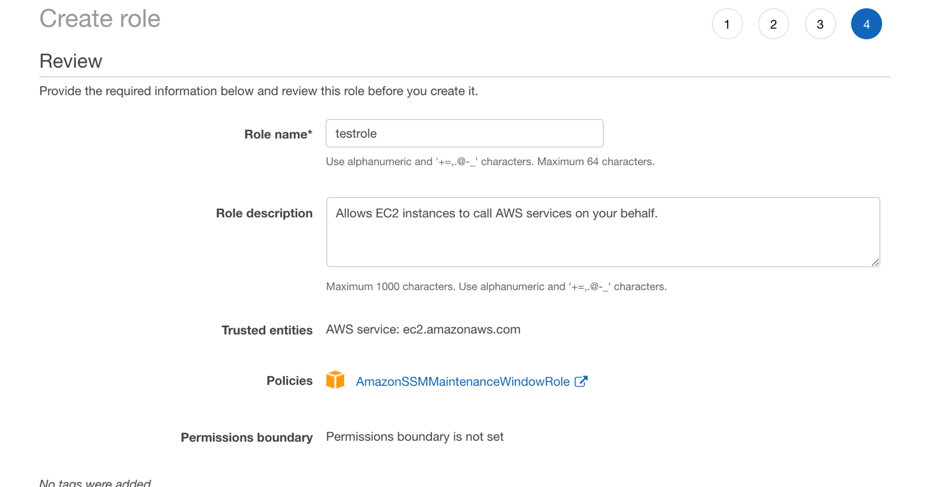 Create role
1 2 3 4
Review
Provide the required information below and review this role before you create it.
Role name* testrole
Use alphanumeric and '+=,.@-_' characters. Maximum 64 characters.
Role description Allows EC2 instances to call AWS services on your behalf.
Maximum 1000 characters. Use alphanumeric and '+=,.@-_' characters.
Trusted entities AWS service: ec2.amazonaws.com
Policies AmazonSSMMaintenanceWindowRole
Permissions boundary Permissions boundary is not set
No tags were added